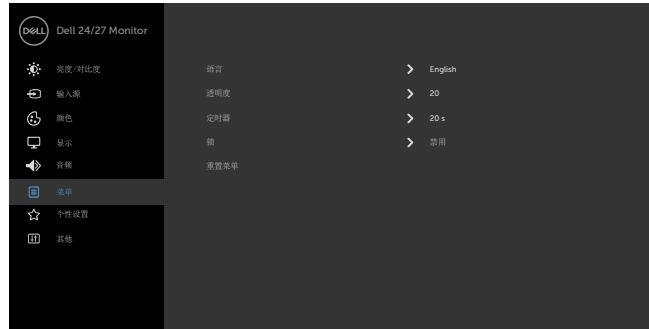 DELL Dell 24/27 Monitor
亮度/对比度
输入源
颜色
显示
音频
菜单
个性设置
其他
语言 English
透明度 20
定时器 20 s
锁 禁用
重置菜单